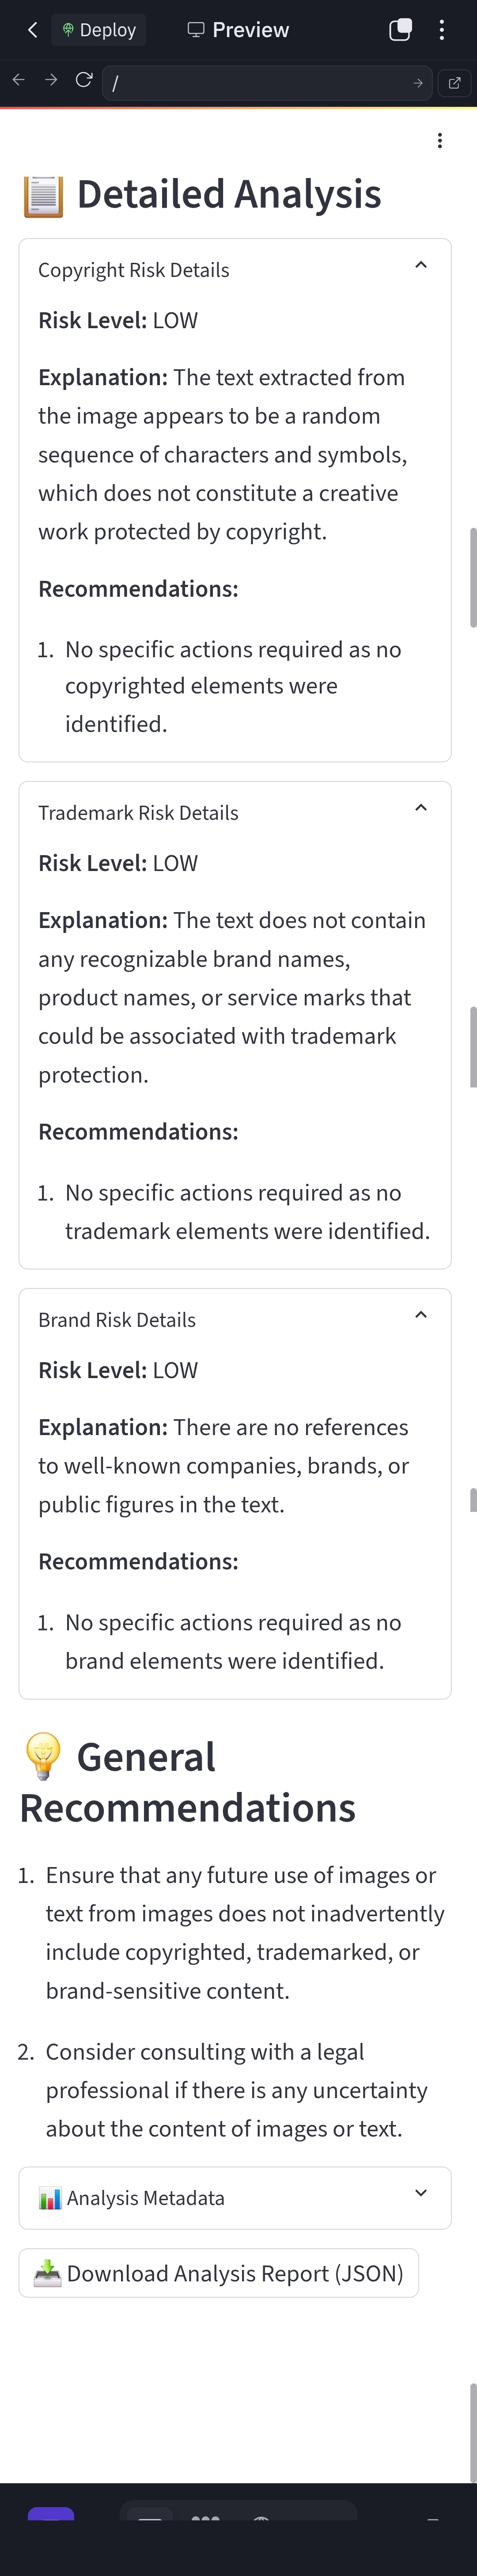 Deploy
Preview
/
Detailed Analysis
Copyright Risk Details
Risk Level: LOW
Explanation: The text extracted from
the image appears to be a random
sequence of characters and symbols,
which does not constitute a creative
work protected by copyright.
Recommendations:
1. No specific actions required as no
copyrighted elements were
identified.
Trademark Risk Details
Risk Level: LOW
Explanation: The text does not contain
any recognizable brand names,
product names, or service marks that
could be associated with trademark
protection.
Recommendations:
1. No specific actions required as no
trademark elements were identified.
Brand Risk Details
Risk Level: LOW
Explanation: There are no references
to well-known companies, brands, or
public figures in the text.
Recommendations:
1. No specific actions required as no
brand elements were identified.
General
Recommendations
1. Ensure that any future use of images or
text from images does not inadvertently
include copyrighted, trademarked, or
brand-sensitive content.
2. Consider consulting with a legal
professional if there is any uncertainty
about the content of images or text.
Analysis Metadata
Download Analysis Report (JSON)